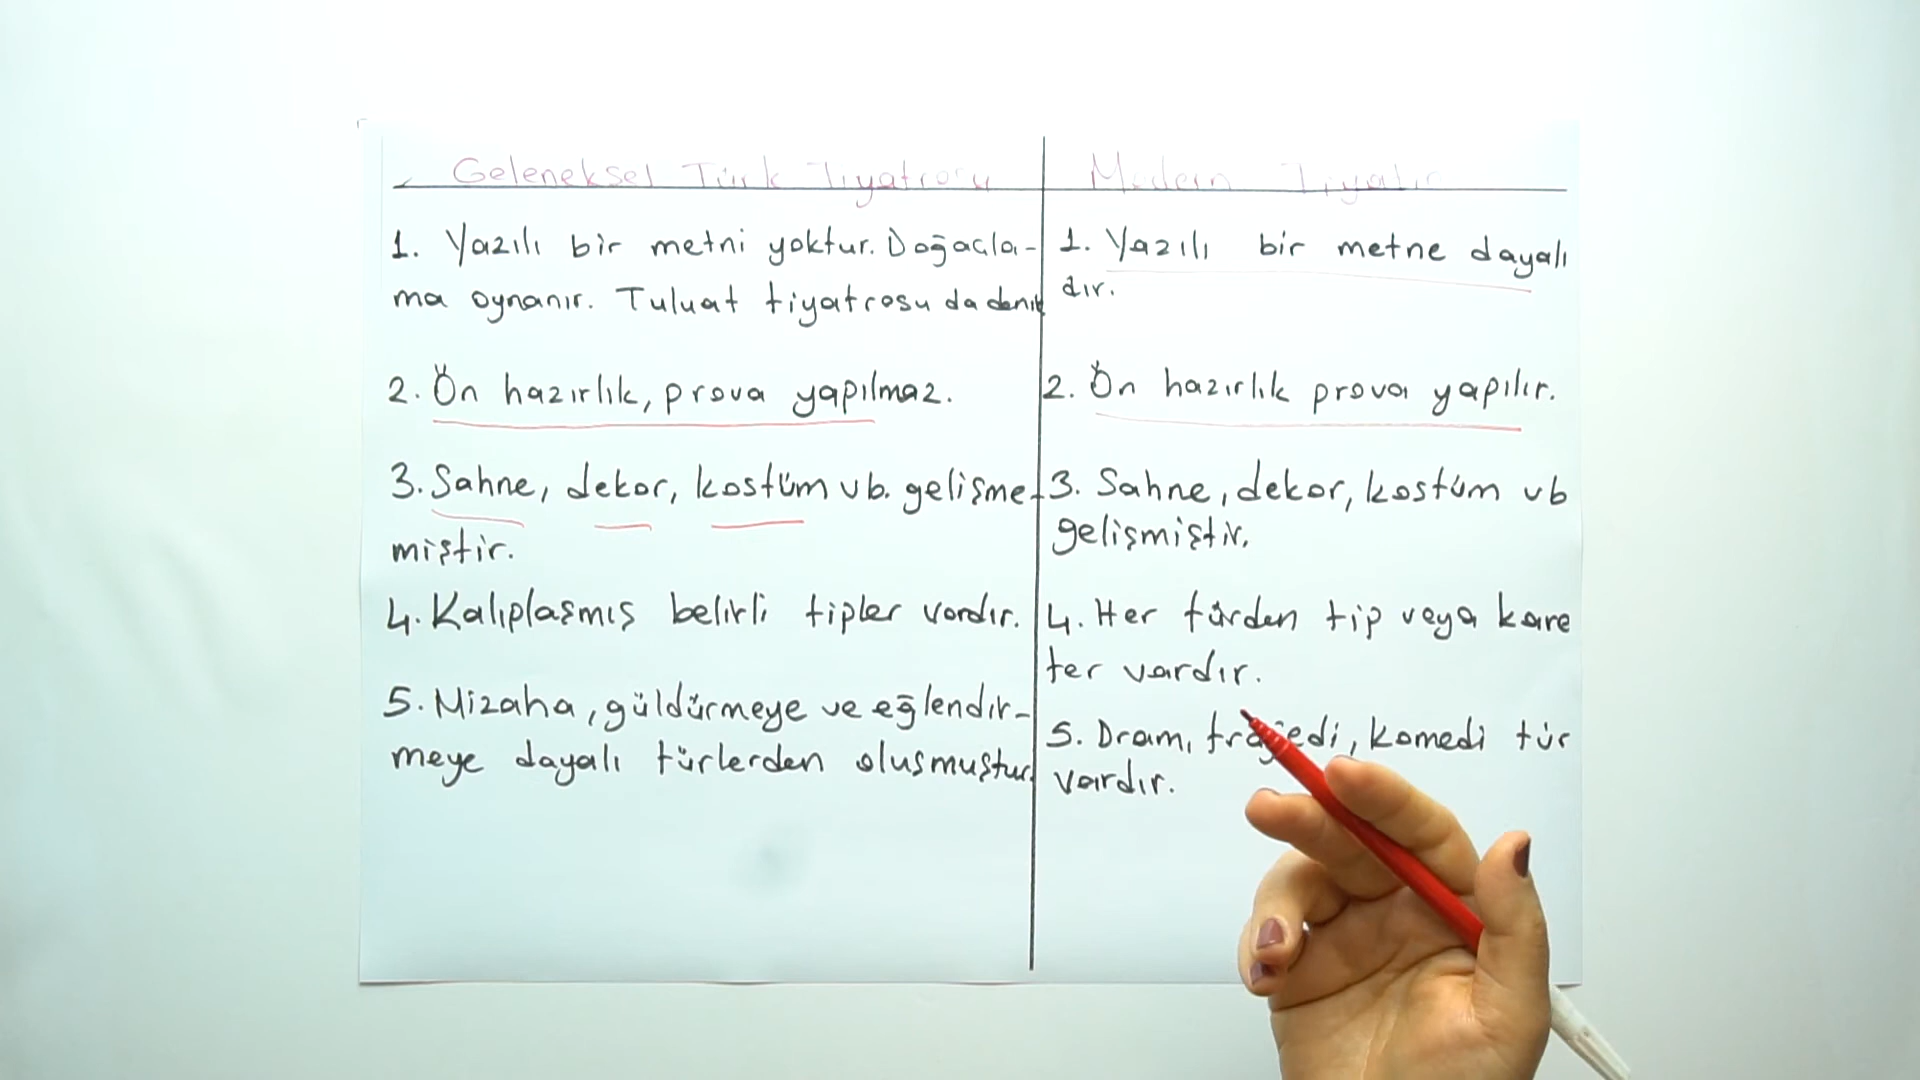 Geleneksel Türk Tiyatrosu
1. Yazılı bir metni yoktur. Doğaçla-
ma oynanır. Tuluat tiyatrosu da denir
2. Ön hazırlık, prova yapılmaz.
3. Sahne, dekor, kostüm vb. gelişme-
miştir.
4. Kalıplaşmış belirli tipler vardır.
5. Mizaha, güldürmeye ve eğlendir-
meye dayalı türlerden oluşmuştur.
Modern Tiyatro
1. Yazılı bir metne dayalı
dır.
2. Ön hazırlık prova yapılır.
3. Sahne, dekor, kostüm vb
gelişmiştir.
4. Her türden tip veya kare
ter vardır.
5. Dram, trajedi, komedi tür
vardır.